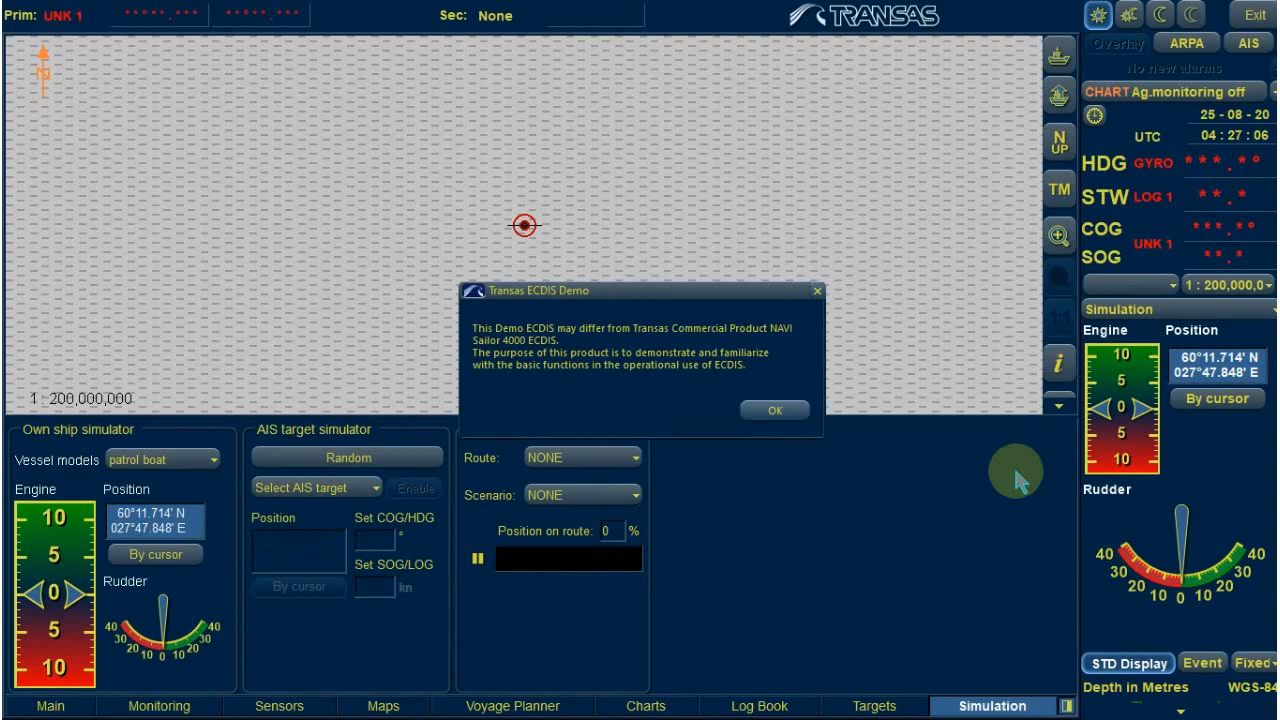 Prim: UNK 1 **°**.*** **°**.*** Sec: None TRANSAS Exit
Overlay ARPA AIS
No new alarms
CHART Ag.monitoring off
25 - 08 - 20
UTC 04 : 27 : 06
N
UP
HDG GYRO ***.*°
TM
STW LOG 1 **.*
COG ***.*°
UNK 1
SOG **.*
1 : 200,000,0
Transas ECDIS Demo
This Demo ECDIS may differ from Transas Commercial Product NAVI
Sailor 4000 ECDIS.
The purpose of this product is to demonstrate and familiarize
with the basic functions in the operational use of ECDIS.
OK
1 : 200,000,000
1:1
i
Simulation
Engine Position
10
5
0
5
10
60°11.714' N
027°47.848' E
By cursor
Rudder
40 30 20 10 0 10 20 30 40
Own ship simulator
Vessel models patrol boat
Engine Position
10
5
0
5
10
60°11.714' N
027°47.848' E
By cursor
Rudder
40 30 20 10 0 10 20 30 40
AIS target simulator
Random
Select AIS target Enable
Position Set COG/HDG
°
Set SOG/LOG
By cursor kn
Route: NONE
Scenario: NONE
Position on route: 0 %
STD Display Event Fixed
Depth in Metres WGS-84
Main Monitoring Sensors Maps Voyage Planner Charts Log Book Targets Simulation